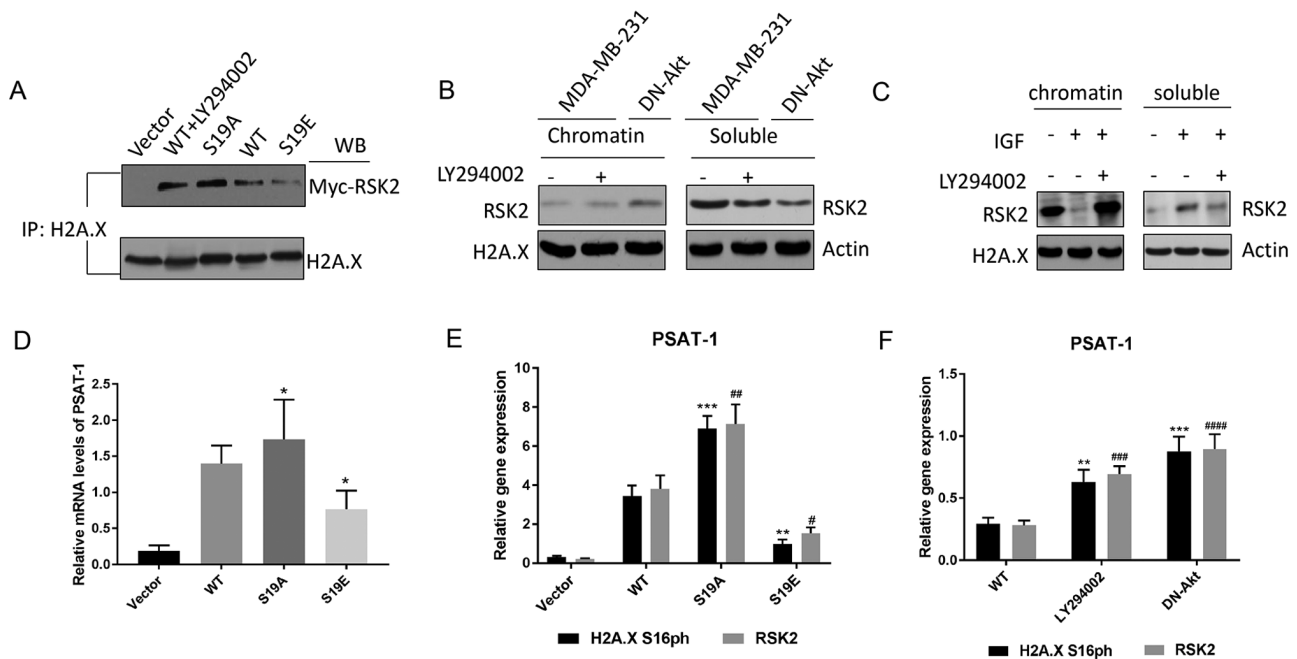 A
Vector
WT+LY294002
S19A
WT
S19E
WB
Myc-RSK2
IP: H2A.X
H2A.X
B
MDA-MB-231
DN-Akt
MDA-MB-231
DN-Akt
Chromatin
Soluble
LY294002
- +
- +
RSK2
RSK2
H2A.X
Actin
C
chromatin
soluble
IGF
- + +
- + +
LY294002
+
+
RSK2
RSK2
H2A.X
Actin
D
Relative mRNA levels of PSAT-1
2.5
2.0
1.5
1.0
0.5
0.0
*
*
Vector
WT
S19A
S19E
E
PSAT-1
Relative gene expression
10
8
6
4
2
0
***
##
**
#
Vector
WT
S19A
S19E
H2A.X S16ph
RSK2
F
PSAT-1
Relative gene expression
1.5
1.0
0.5
0.0
**
###
***
####
WT
LY294002
DN-Akt
H2A.X S16ph
RSK2